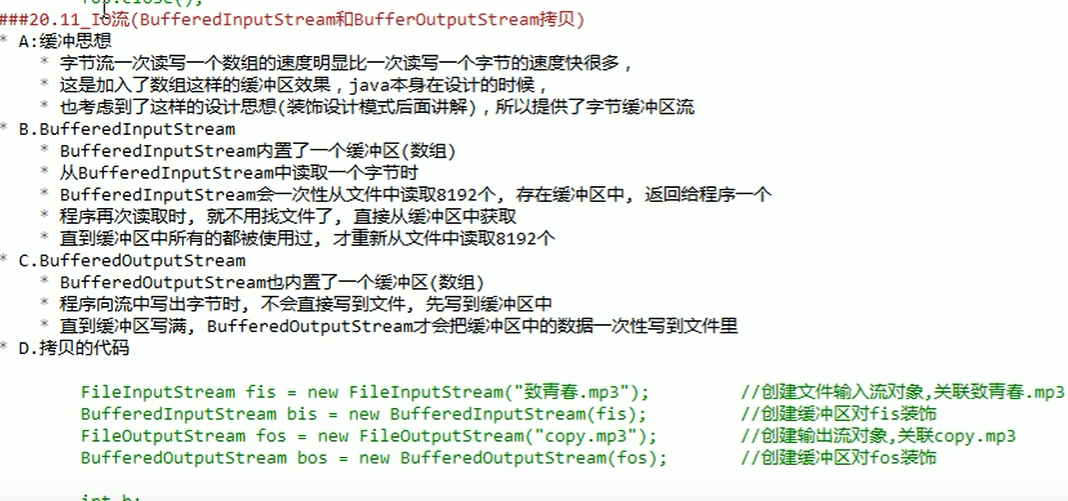 fos.close();
###20.11_IO流(BufferedInputStream和BufferOutputStream拷贝)
* A:缓冲思想
* 字节流一次读写一个数组的速度明显比一次读写一个字节的速度快很多,
* 这是加入了数组这样的缓冲区效果,java本身在设计的时候,
* 也考虑到了这样的设计思想(装饰设计模式后面讲解),所以提供了字节缓冲区流
* B.BufferedInputStream
* BufferedInputStream内置了一个缓冲区(数组)
* 从BufferedInputStream中读取一个字节时
* BufferedInputStream会一次性从文件中读取8192个, 存在缓冲区中, 返回给程序一个
* 程序再次读取时, 就不用找文件了, 直接从缓冲区中获取
* 直到缓冲区中所有的都被使用过, 才重新从文件中读取8192个
* C.BufferedOutputStream
* BufferedOutputStream也内置了一个缓冲区(数组)
* 程序向流中写出字节时, 不会直接写到文件, 先写到缓冲区中
* 直到缓冲区写满, BufferedOutputStream才会把缓冲区中的数据一次性写到文件里
* D.拷贝的代码
FileInputStream fis = new FileInputStream("致青春.mp3"); //创建文件输入流对象,关联致青春.mp3
BufferedInputStream bis = new BufferedInputStream(fis); //创建缓冲区对fis装饰
FileOutputStream fos = new FileOutputStream("copy.mp3"); //创建输出流对象,关联copy.mp3
BufferedOutputStream bos = new BufferedOutputStream(fos); //创建缓冲区对fos装饰
int b;